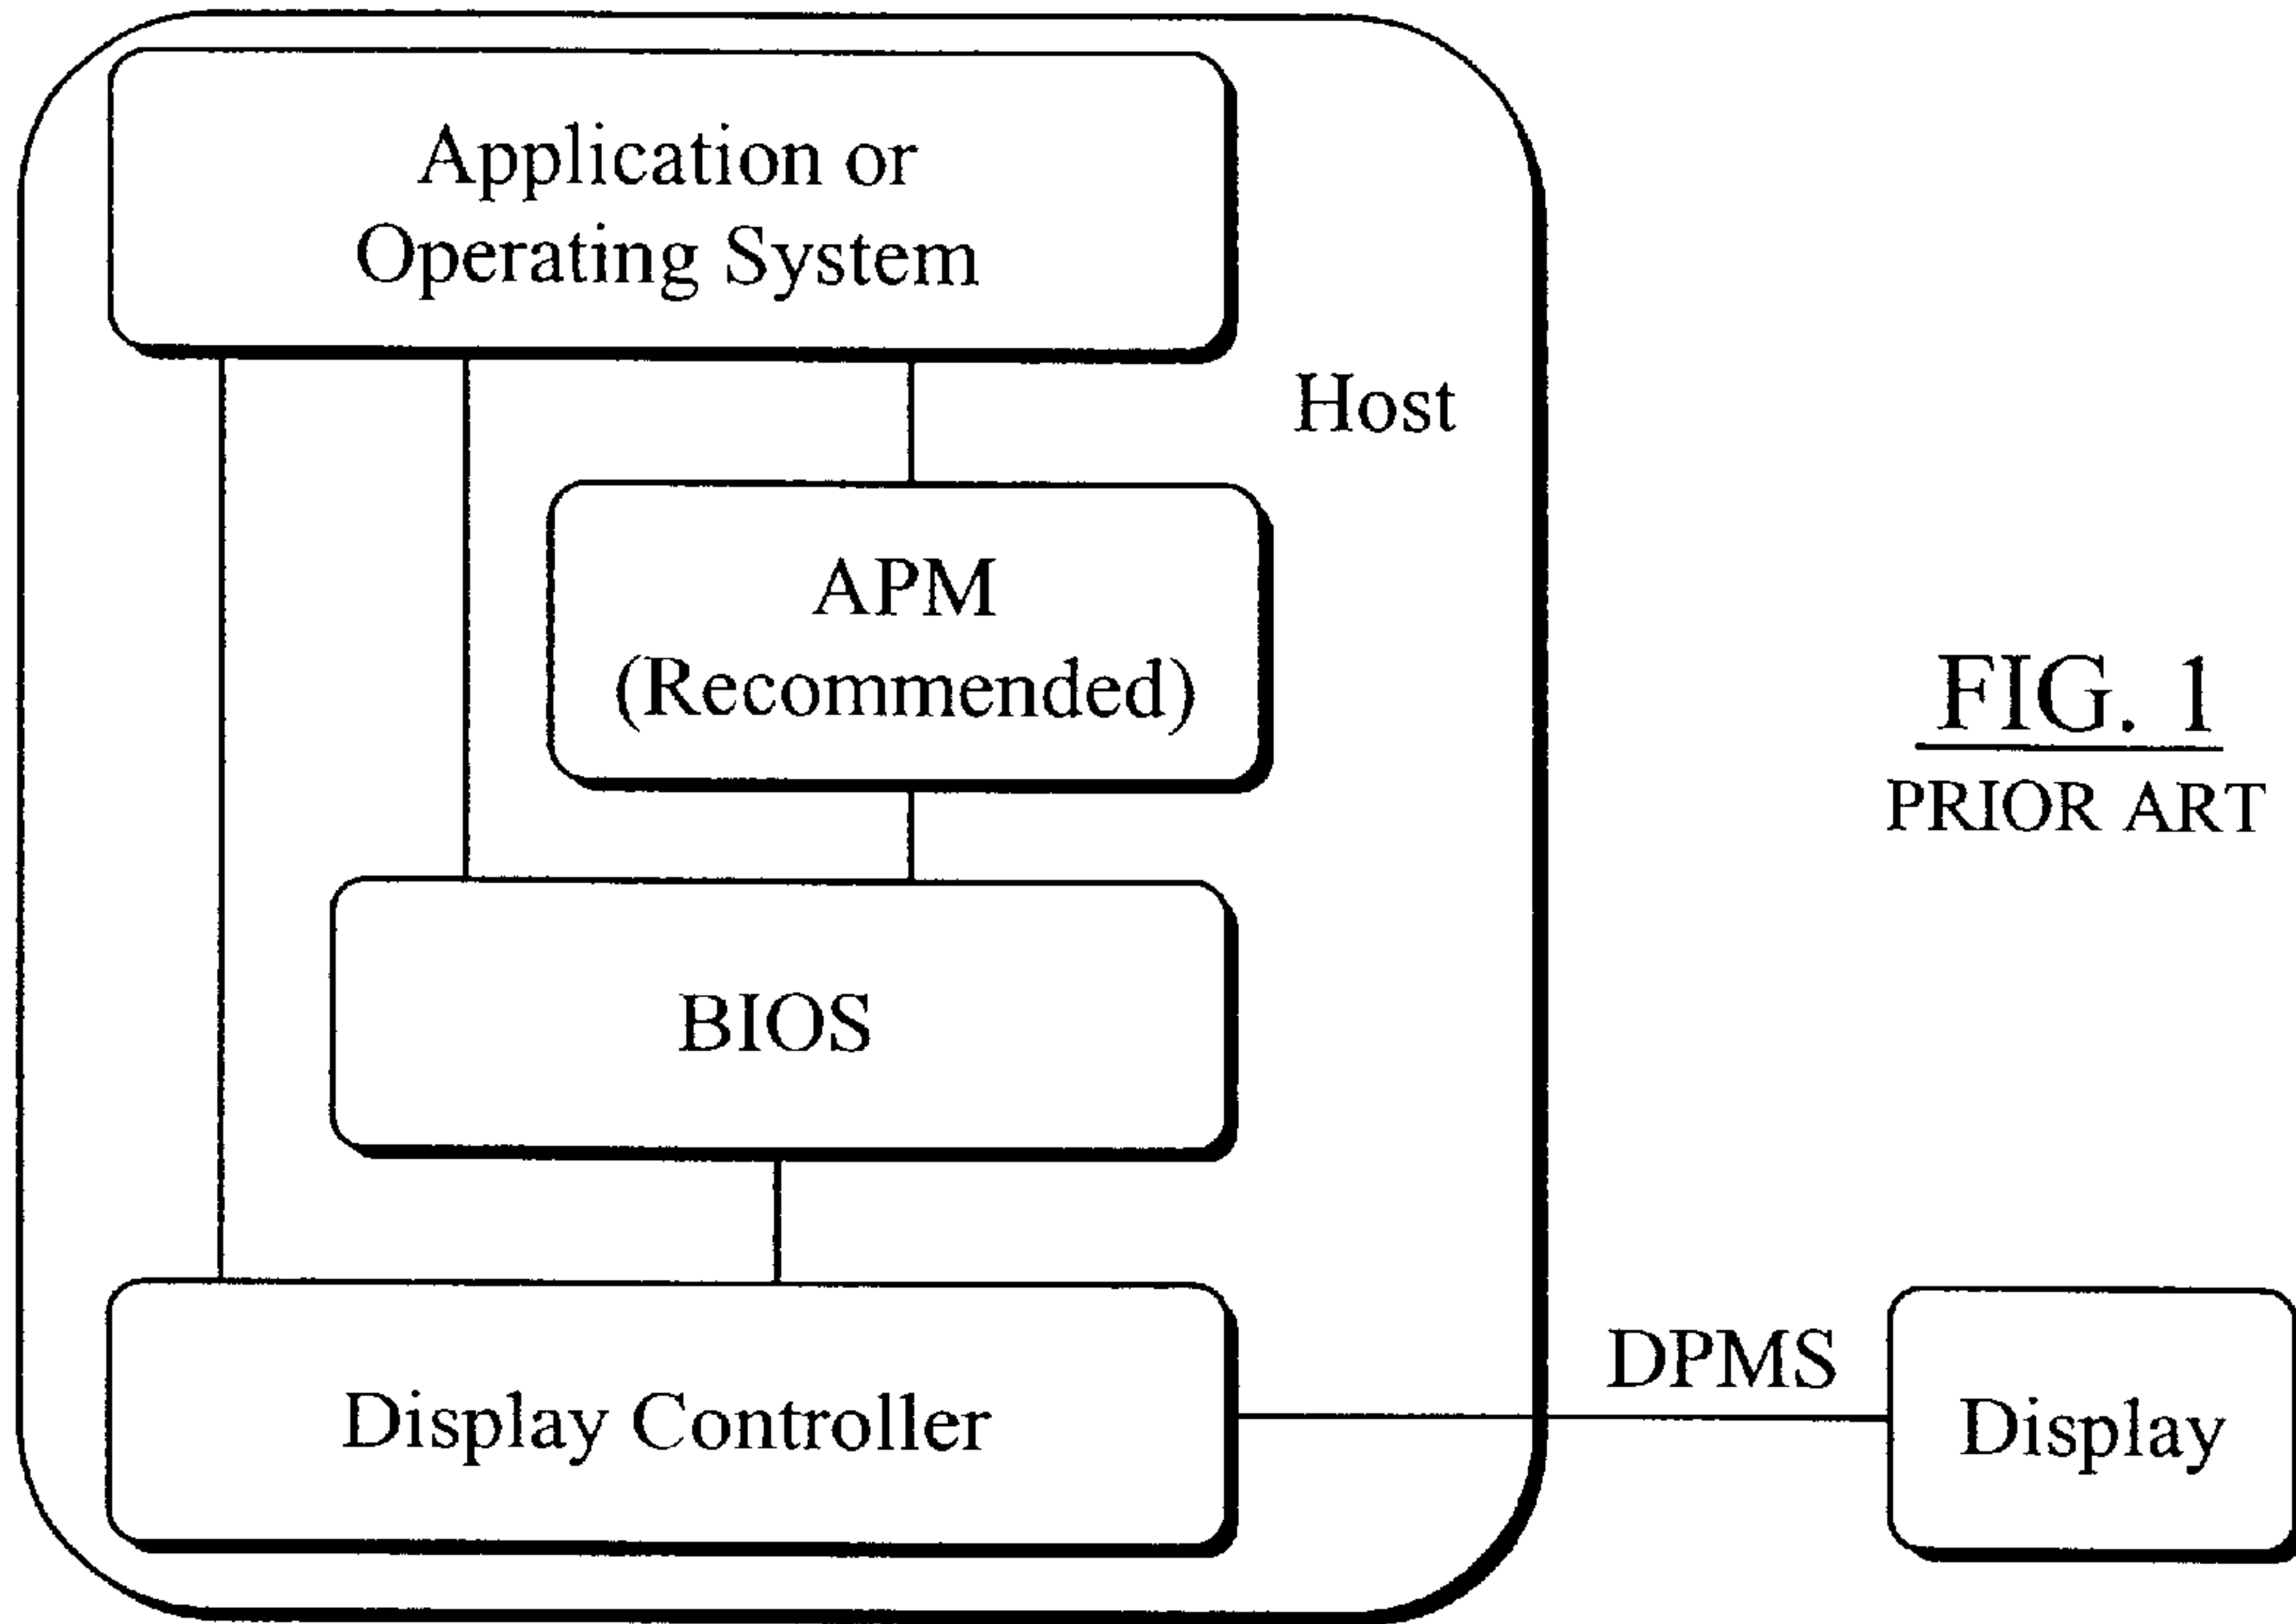 Application or
Operating System
Host
APM
(Recommended)
FIG. 1
PRIOR ART
BIOS
DPMS
Display Controller
Display